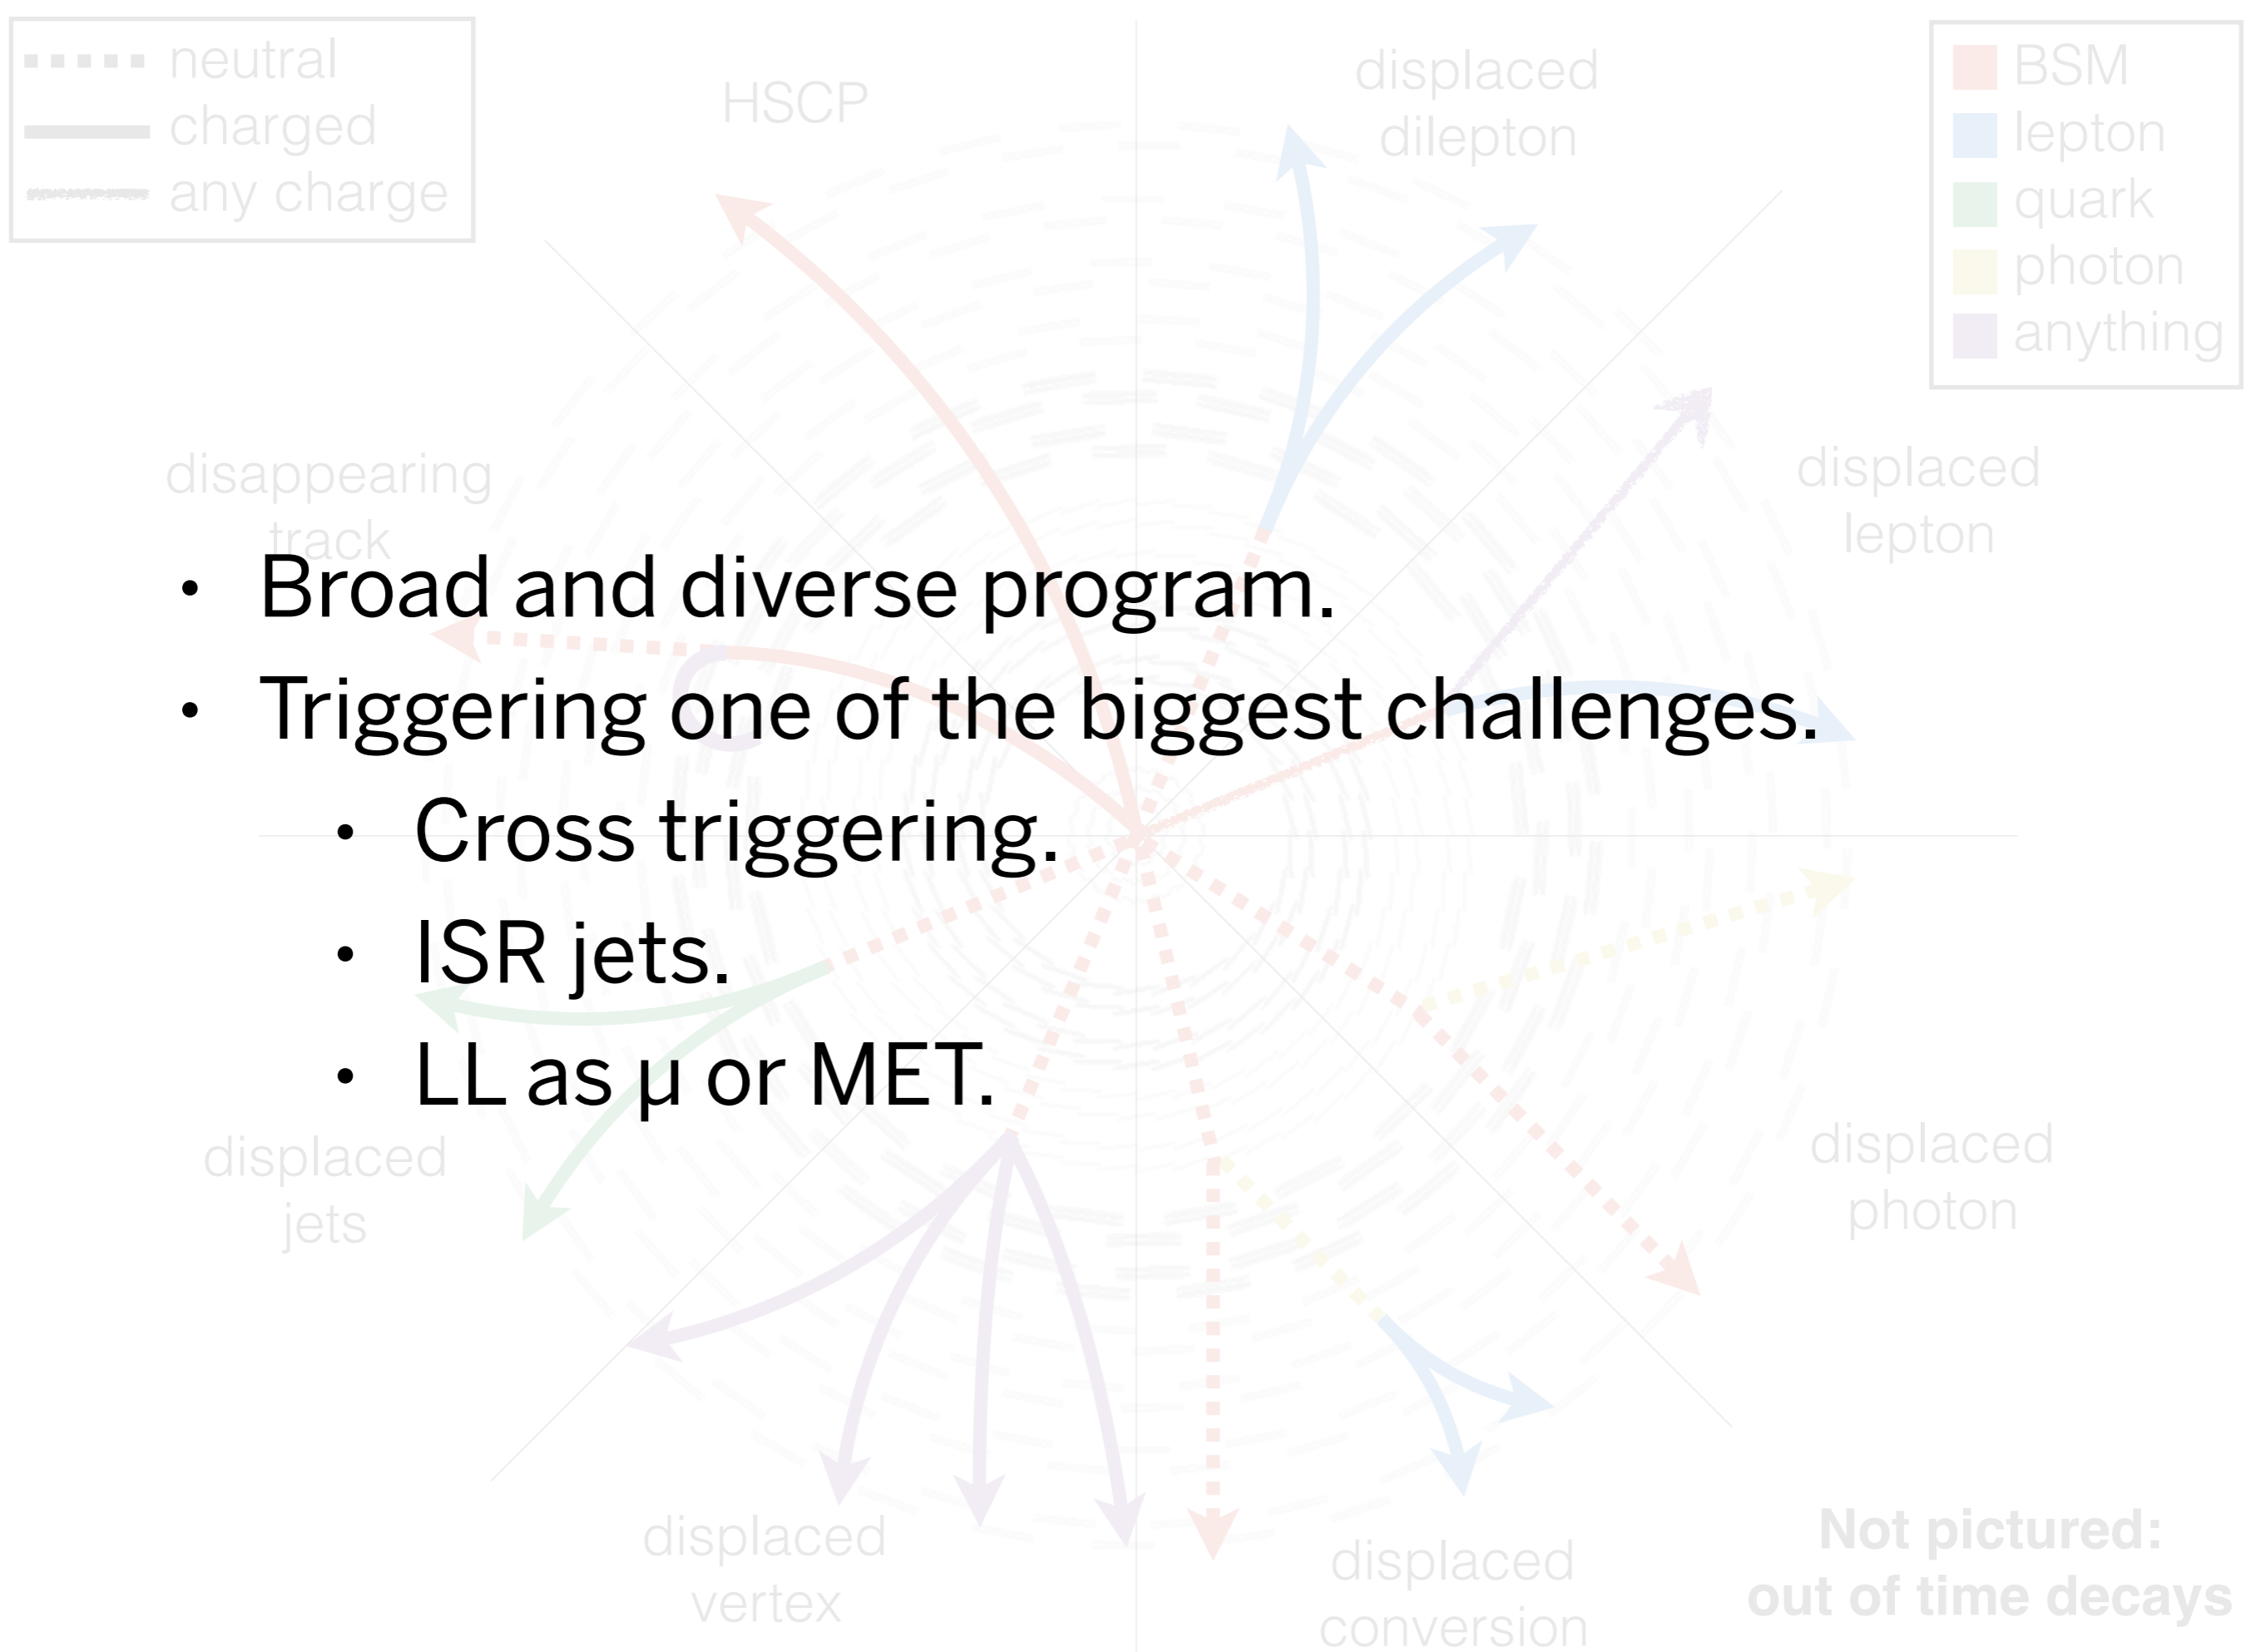 neutral
charged
any charge
HSCP
displaced
dilepton
BSM
lepton
quark
photon
anything
disappearing
track
displaced
lepton
• Broad and diverse program.
• Triggering one of the biggest challenges.
• Cross triggering.
• ISR jets.
• LL as µ or MET.
displaced
jets
displaced
photon
displaced
vertex
displaced
conversion
Not pictured:
out of time decays